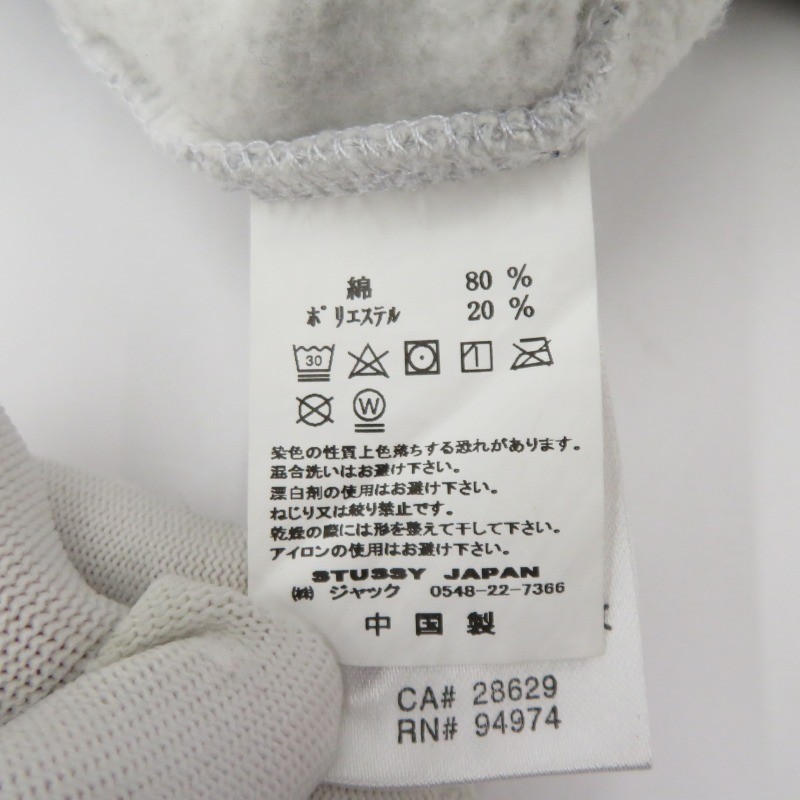 綿 80 %
ポリエステル 20 %
30
W
染色の性質上色落ちする恐れがあります。
混合洗いはお避け下さい。
漂白剤の使用はお避け下さい。
ねじり又は絞り禁止です。
乾燥の際には形を整えて干して下さい。
アイロンの使用はお避け下さい。
STUSSY JAPAN
㈱ ジャック 0548-22-7366
中国製
CA# 28629
RN# 94974